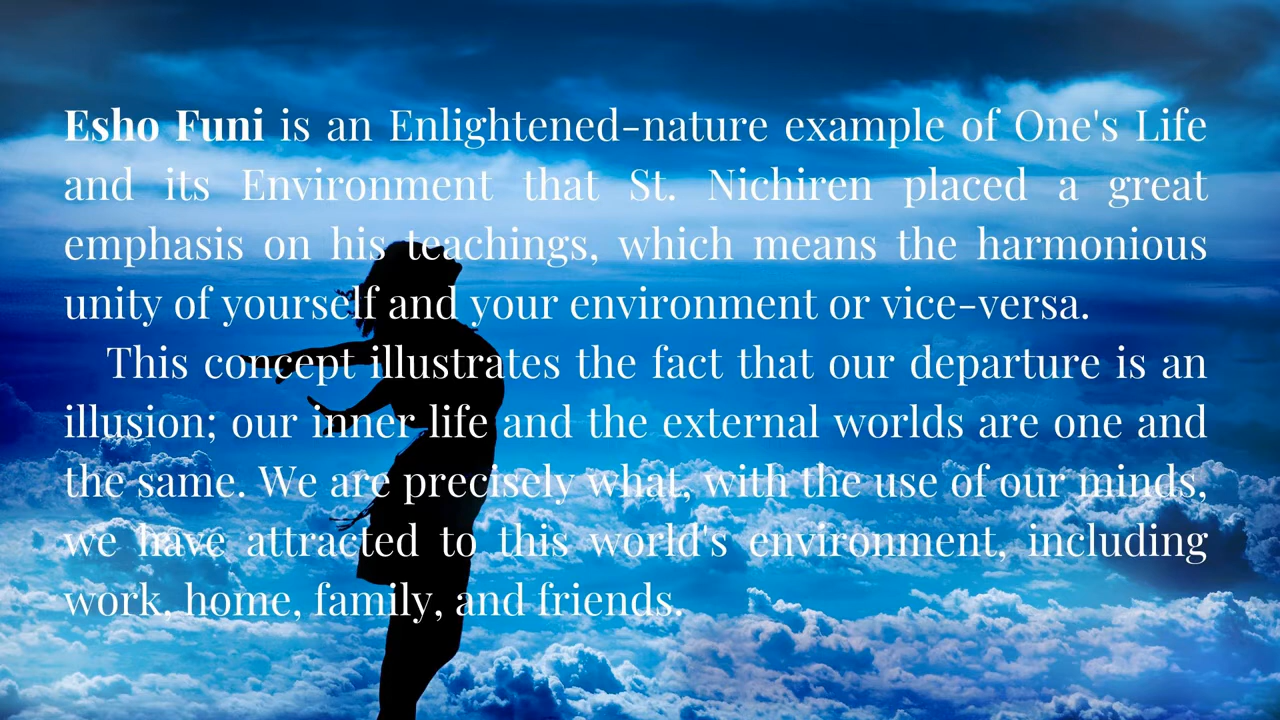 Esho Funi is an Enlightened-nature example of One's Life
and its Environment that St. Nichiren placed a great
emphasis on his teachings, which means the harmonious
unity of yourself and your environment or vice-versa.
This concept illustrates the fact that our departure is an
illusion; our inner life and the external worlds are one and
the same. We are precisely what, with the use of our minds,
we have attracted to this world's environment, including
work, home, family, and friends.